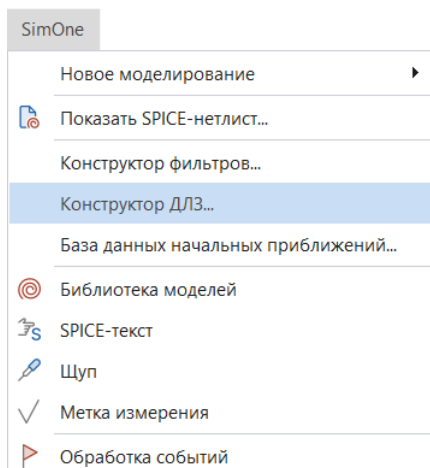 SimOne
Новое моделирование
Показать SPICE-нетлист...
Конструктор фильтров...
Конструктор ДЛЗ...
База данных начальных приближений...
Библиотека моделей
SPICE-текст
Щуп
Метка измерения
Обработка событий